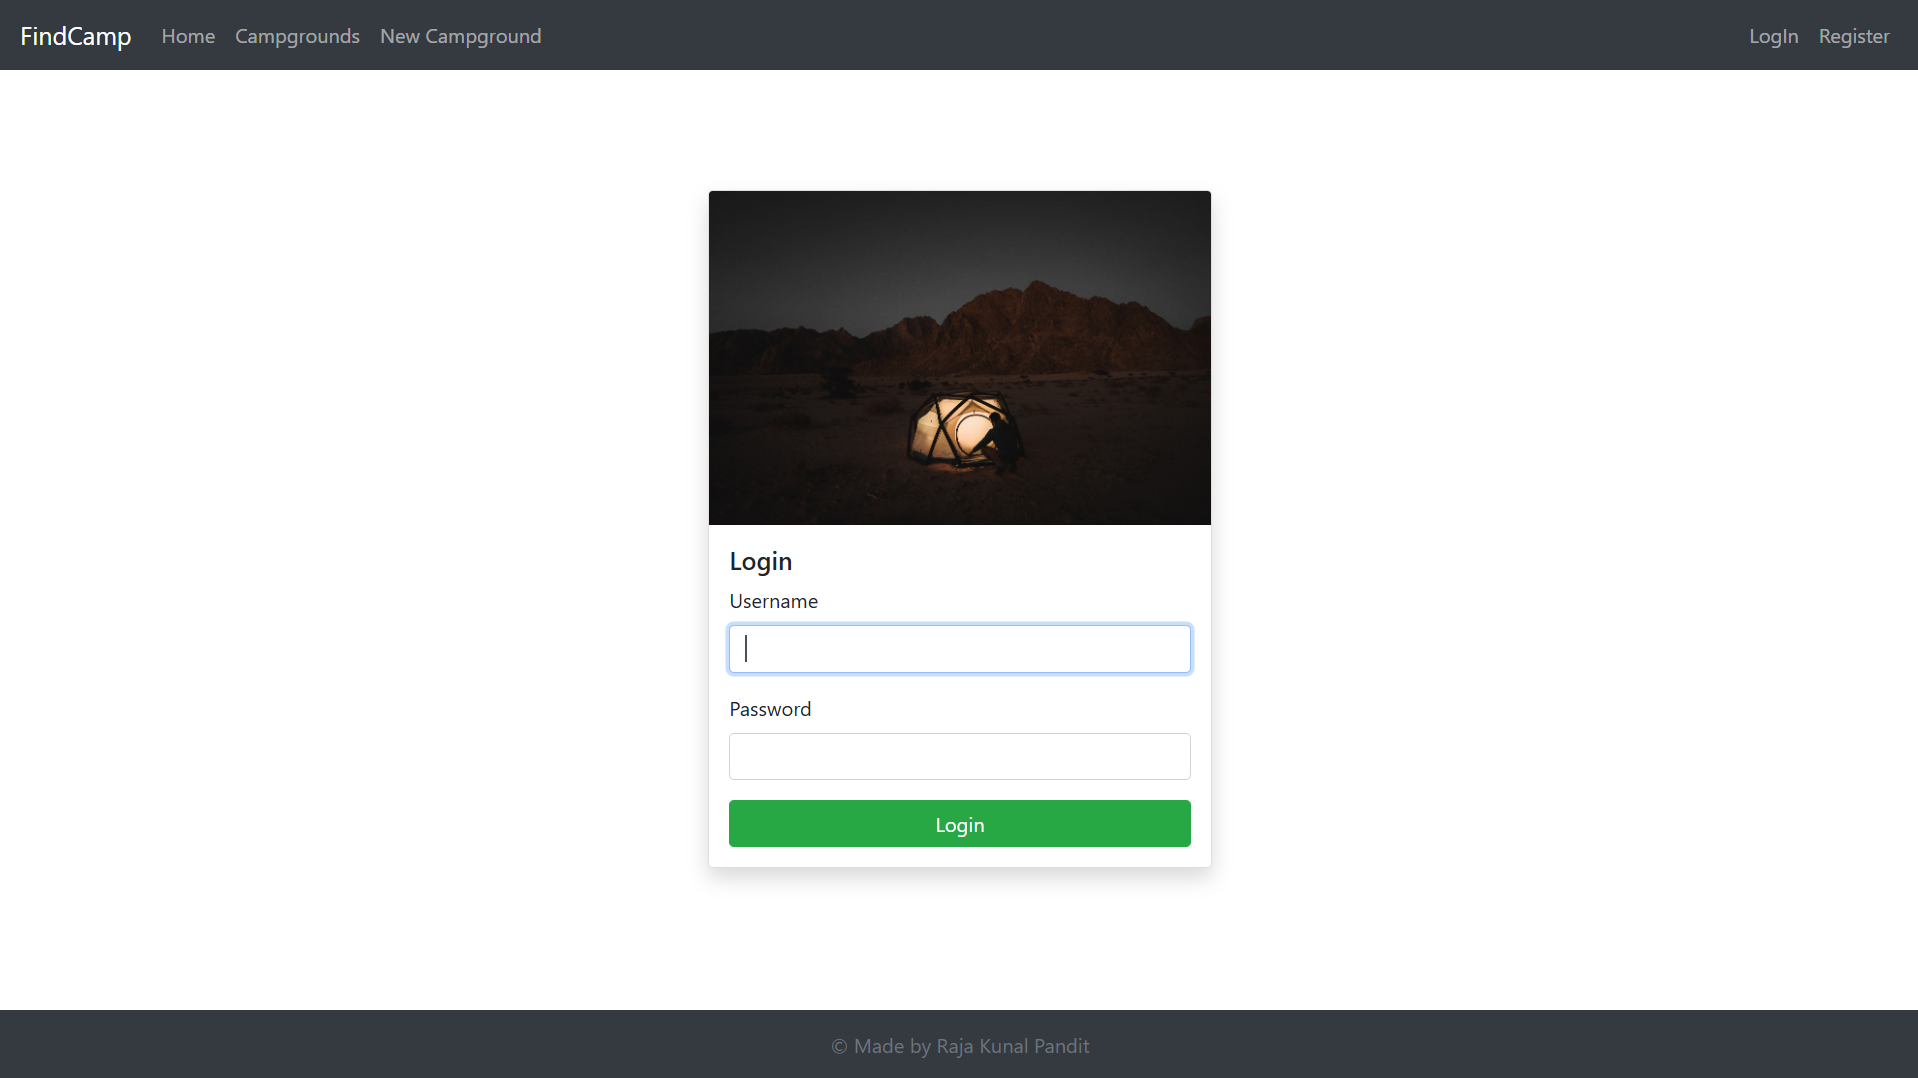 FindCamp Home Campgrounds New Campground LogIn Register
Login
Username
Password
Login
© Made by Raja Kunal Pandit